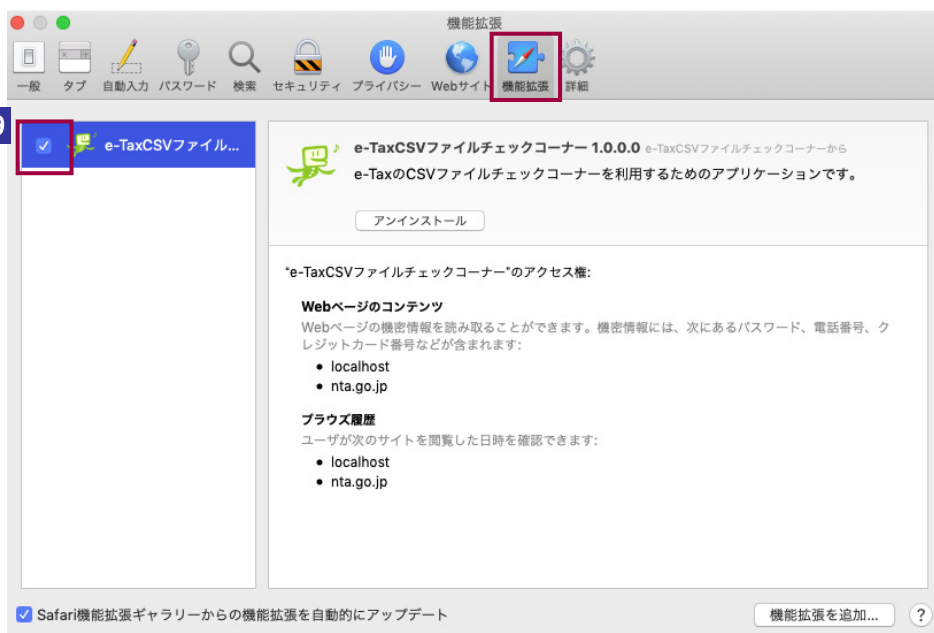 機能拡張
一般 タブ 自動入力 パスワード 検索 セキュリティ プライバシー Webサイト 機能拡張 詳細
e-TaxCSVファイル...
e-TaxCSVファイルチェックコーナー 1.0.0.0 e-TaxCSVファイルチェックコーナーから
e-TaxのCSVファイルチェックコーナーを利用するためのアプリケーションです。
アンインストール
“e-TaxCSVファイルチェックコーナー”のアクセス権:
Webページのコンテンツ
Webページの機密情報を読み取ることができます。機密情報には、次にあるパスワード、電話番号、ク
レジットカード番号などが含まれます:
• localhost
• nta.go.jp
ブラウズ履歴
ユーザが次のサイトを閲覧した日時を確認できます:
• localhost
• nta.go.jp
Safari機能拡張ギャラリーからの機能拡張を自動的にアップデート
機能拡張を追加...
?